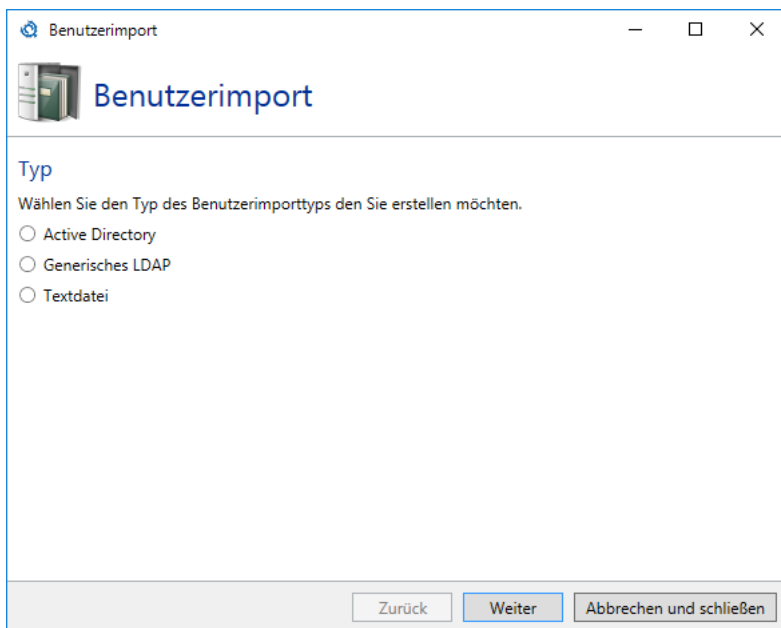 Benutzerimport
Benutzerimport
Typ
Wählen Sie den Typ des Benutzerimporttyps den Sie erstellen möchten.
Active Directory
Generisches LDAP
Textdatei
Zurück Weiter Abbrechen und schließen